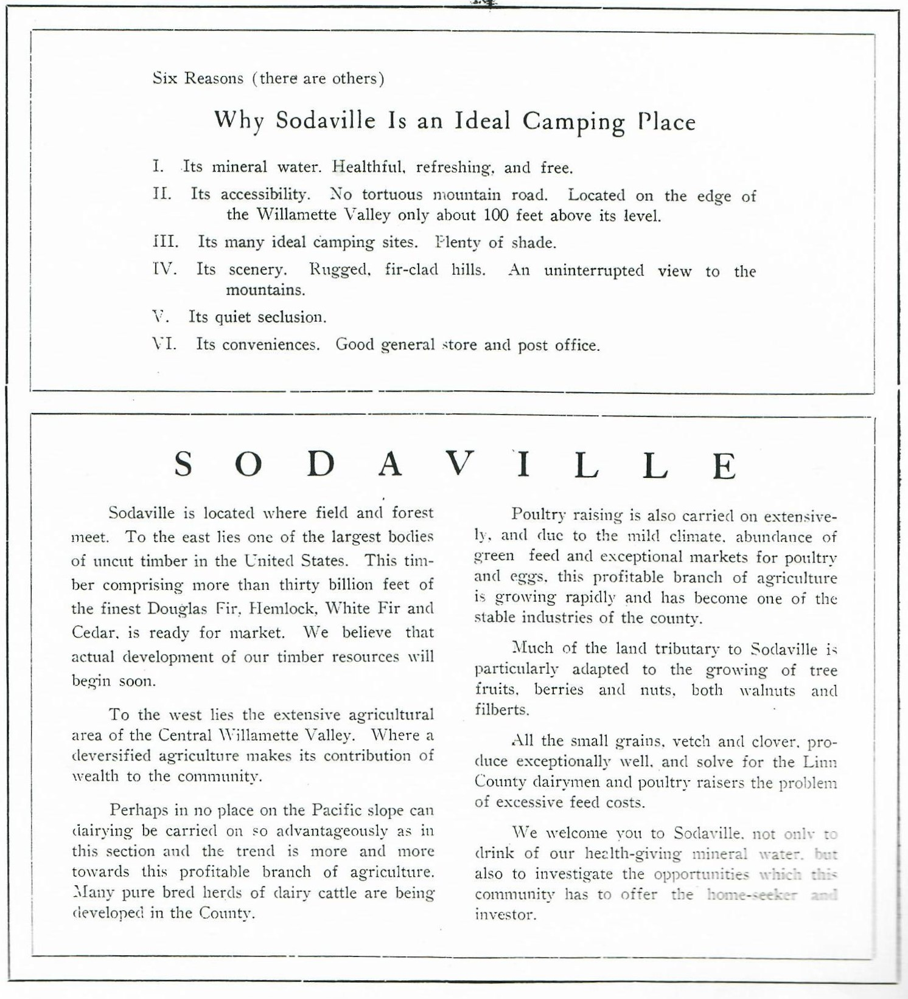 Six Reasons (there are others)
Why Sodaville Is an Ideal Camping Place
I. Its mineral water. Healthful, refreshing, and free.
II. Its accessibility. No tortuous mountain road. Located on the edge of
the Willamette Valley only about 100 feet above its level.
III. Its many ideal camping sites. Plenty of shade.
IV. Its scenery. Rugged, fir-clad hills. An uninterrupted view to the
mountains.
V. Its quiet seclusion.
VI. Its conveniences. Good general store and post office.
SODAVILLE
Sodaville is located where field and forest
meet. To the east lies one of the largest bodies
of uncut timber in the United States. This tim-
ber comprising more than thirty billion feet of
the finest Douglas Fir, Hemlock, White Fir and
Cedar, is ready for market. We believe that
actual development of our timber resources will
begin soon.
To the west lies the extensive agricultural
area of the Central Willamette Valley. Where a
deversified agriculture makes its contribution of
wealth to the community.
Perhaps in no place on the Pacific slope can
dairying be carried on so advantageously as in
this section and the trend is more and more
towards this profitable branch of agriculture.
Many pure bred herds of dairy cattle are being
developed in the County.
Poultry raising is also carried on extensive-
ly, and due to the mild climate, abundance of
green feed and exceptional markets for poultry
and eggs, this profitable branch of agriculture
is growing rapidly and has become one of the
stable industries of the county.
Much of the land tributary to Sodaville is
particularly adapted to the growing of tree
fruits, berries and nuts, both walnuts and
filberts.
All the small grains, vetch and clover, pro-
duce exceptionally well, and solve for the Linn
County dairymen and poultry raisers the problem
of excessive feed costs.
We welcome you to Sodaville, not only to
drink of our health-giving mineral water, but
also to investigate the opportunities which this
community has to offer the home-seeker and
investor.